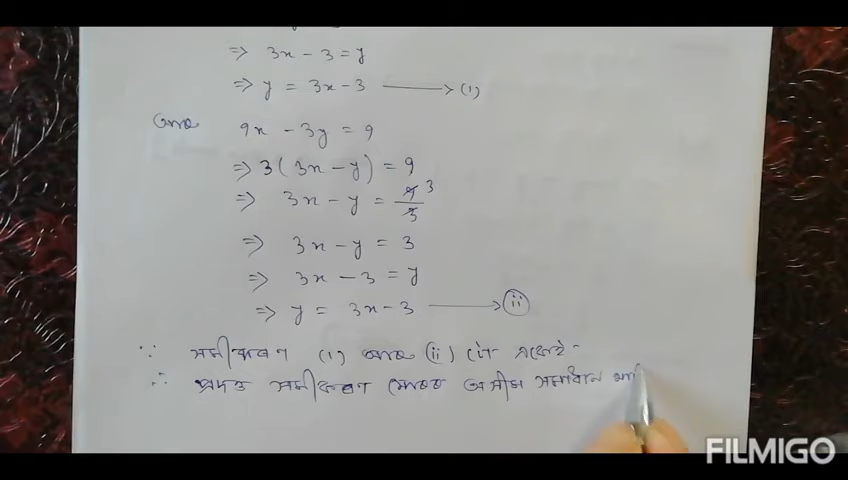 ⇒ 3x - 3 = y
⇒ y = 3x - 3 ⟶ (i)
আৰু 9x - 3y = 9
⇒ 3(3x - y) = 9
⇒ 3x - y = 9/3 3
⇒ 3x - y = 3
⇒ 3x - 3 = y
⇒ y = 3x - 3 ⟶ (ii)
∵ সমীকৰণ (i) আৰু (ii) টো একেই
∴ প্ৰদত্ত সমীকৰণ অসীম সমাধান
FILMIGO